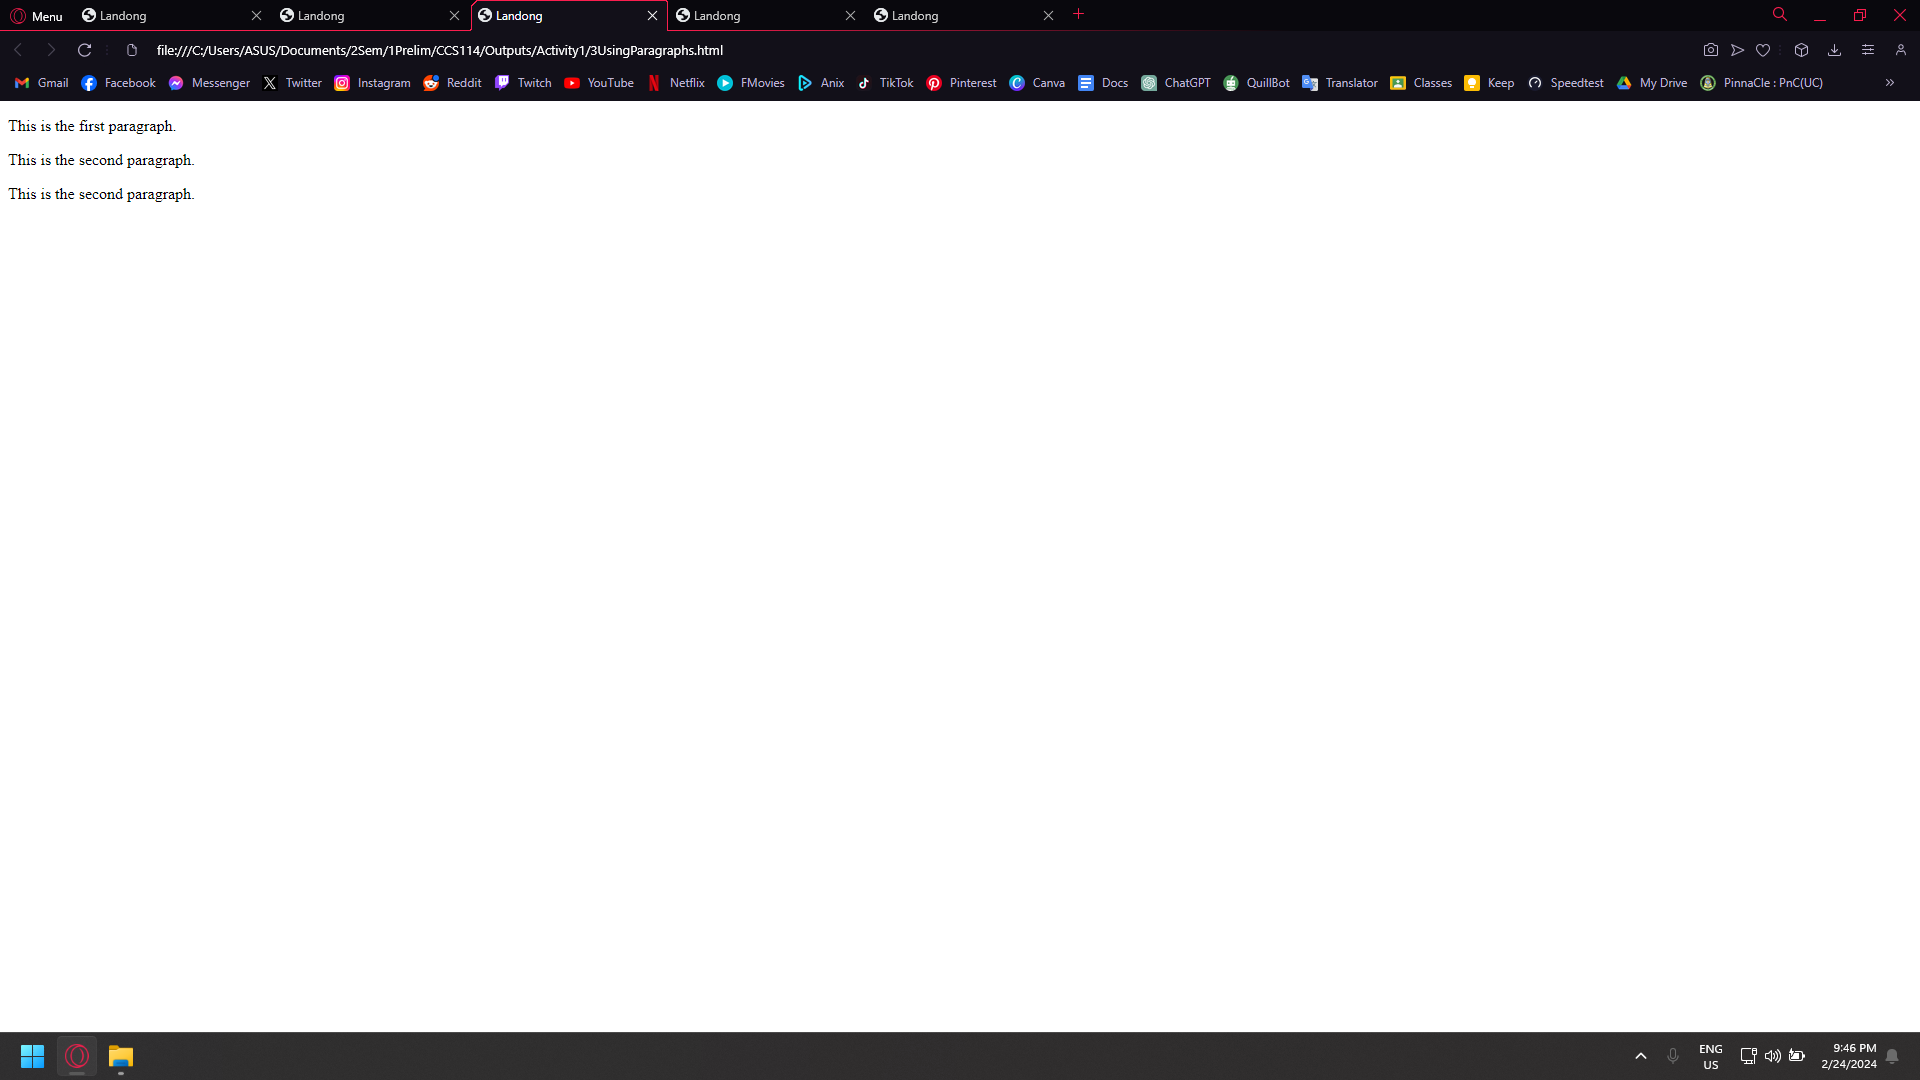 Menu
Landong
Landong
Landong
Landong
Landong
file:///C:/Users/ASUS/Documents/2Sem/1Prelim/CCS114/Outputs/Activity1/3UsingParagraphs.html
Gmail Facebook Messenger Twitter Instagram Reddit Twitch YouTube Netflix FMovies Anix TikTok Pinterest Canva Docs ChatGPT QuillBot Translator Classes Keep Speedtest My Drive PinnaCle : PnC(UC)
This is the first paragraph.
This is the second paragraph.
This is the second paragraph.
ENG
US
9:46 PM
2/24/2024